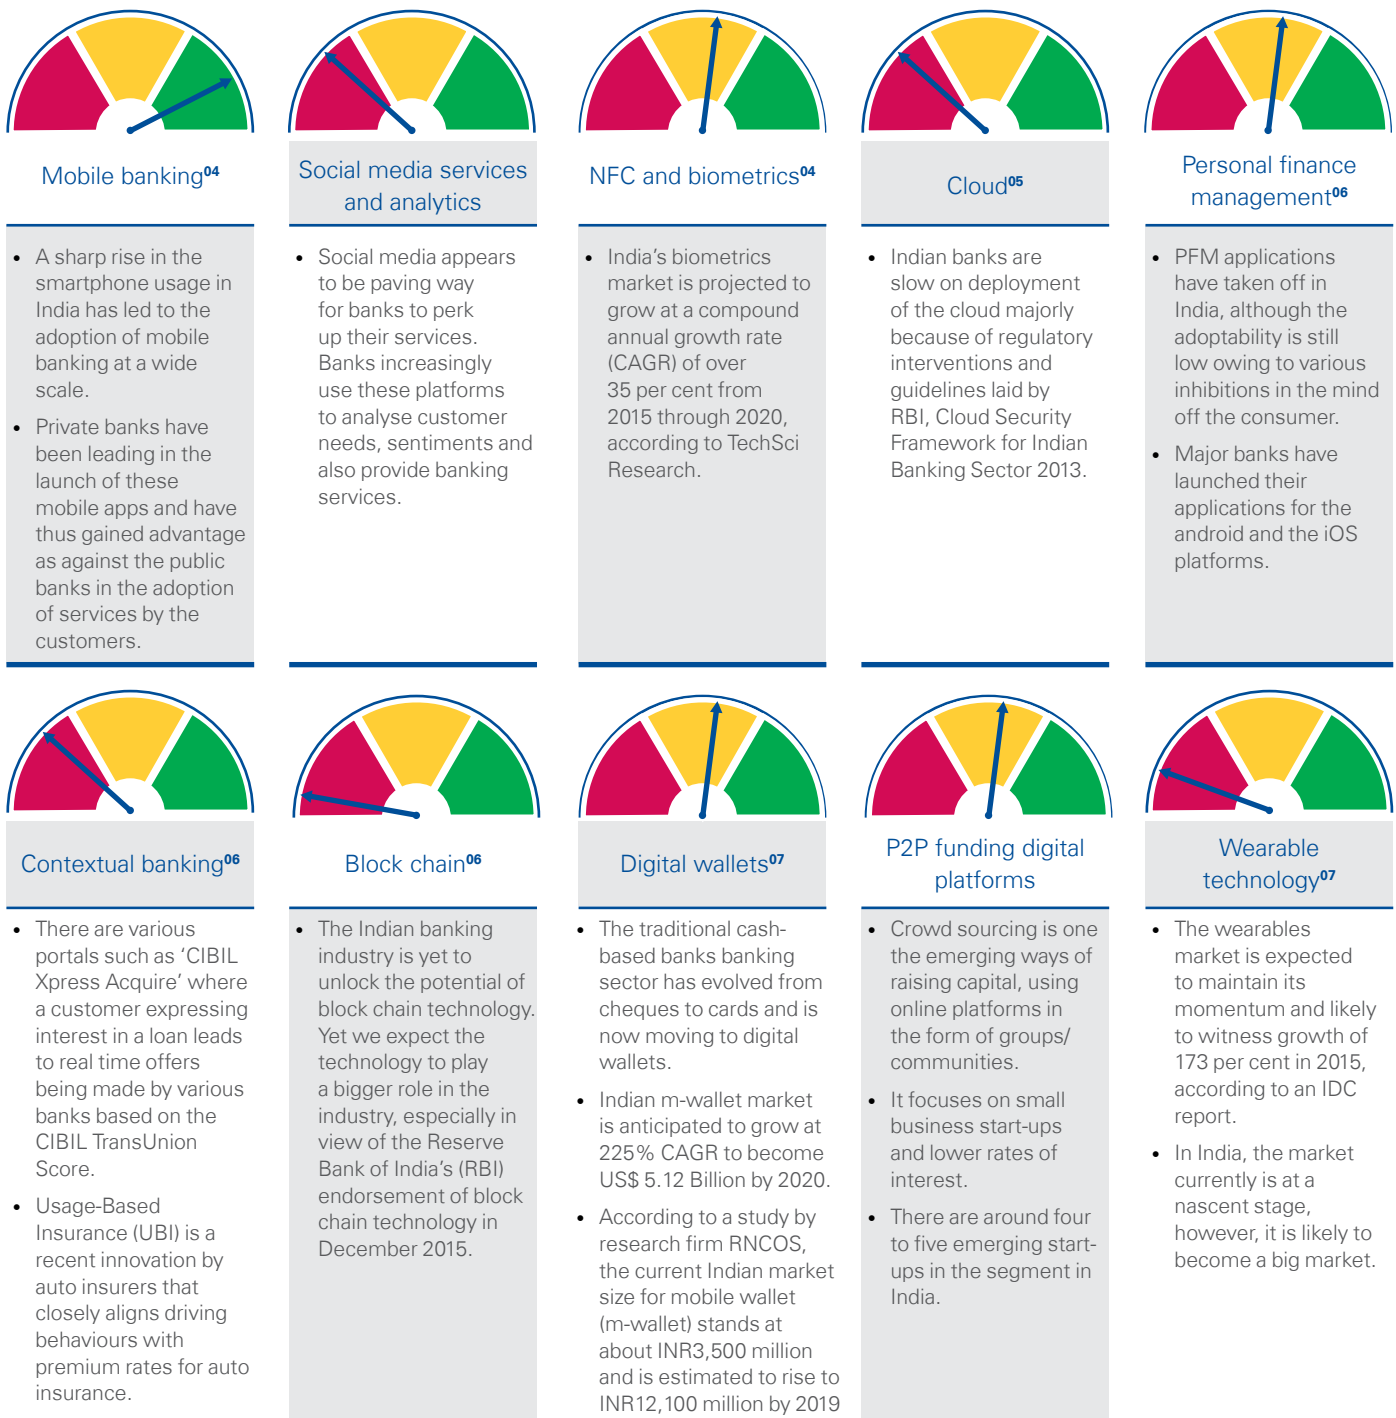 Mobile banking04
A sharp rise in the
smartphone usage in
India has led to the
adoption of mobile
banking at a wide
scale.
Private banks have
been leading in the
launch of these
mobile apps and have
thus gained advantage
as against the public
banks in the adoption
of services by the
customers.
Social media services
and analytics
Social media appears
to be paving way
for banks to perk
up their services.
Banks increasingly
use these platforms
to analyse customer
needs, sentiments and
also provide banking
services.
NFC and biometrics04
India’s biometrics
market is projected to
grow at a compound
annual growth rate
(CAGR) of over
35 per cent from
2015 through 2020,
according to TechSci
Research.
Cloud05
Indian banks are
slow on deployment
of the cloud majorly
because of regulatory
interventions and
guidelines laid by
RBI, Cloud Security
Framework for Indian
Banking Sector 2013.
Personal finance
management06
PFM applications
have taken off in
India, although the
adoptability is still
low owing to various
inhibitions in the mind
off the consumer.
Major banks have
launched their
applications for the
android and the iOS
platforms.
Contextual banking06
There are various
portals such as ‘CIBIL
Xpress Acquire’ where
a customer expressing
interest in a loan leads
to real time offers
being made by various
banks based on the
CIBIL TransUnion
Score.
Usage-Based
Insurance (UBI) is a
recent innovation by
auto insurers that
closely aligns driving
behaviours with
premium rates for auto
insurance.
Block chain06
The Indian banking
industry is yet to
unlock the potential of
block chain technology.
Yet we expect the
technology to play
a bigger role in the
industry, especially in
view of the Reserve
Bank of India’s (RBI)
endorsement of block
chain technology in
December 2015.
Digital wallets07
The traditional cash-
based banks banking
sector has evolved from
cheques to cards and is
now moving to digital
wallets.
Indian m-wallet market
is anticipated to grow at
225% CAGR to become
US$ 5.12 Billion by 2020.
According to a study by
research firm RNCOS,
the current Indian market
size for mobile wallet
(m-wallet) stands at
about INR3,500 million
and is estimated to rise to
INR12,100 million by 2019
P2P funding digital
platforms
Crowd sourcing is one
the emerging ways of
raising capital, using
online platforms in
the form of groups/
communities.
It focuses on small
business start-ups
and lower rates of
interest.
There are around four
to five emerging start-
ups in the segment in
India.
Wearable
technology07
The wearables
market is expected
to maintain its
momentum and likely
to witness growth of
173 per cent in 2015,
according to an IDC
report.
In India, the market
currently is at a
nascent stage,
however, it is likely to
become a big market.